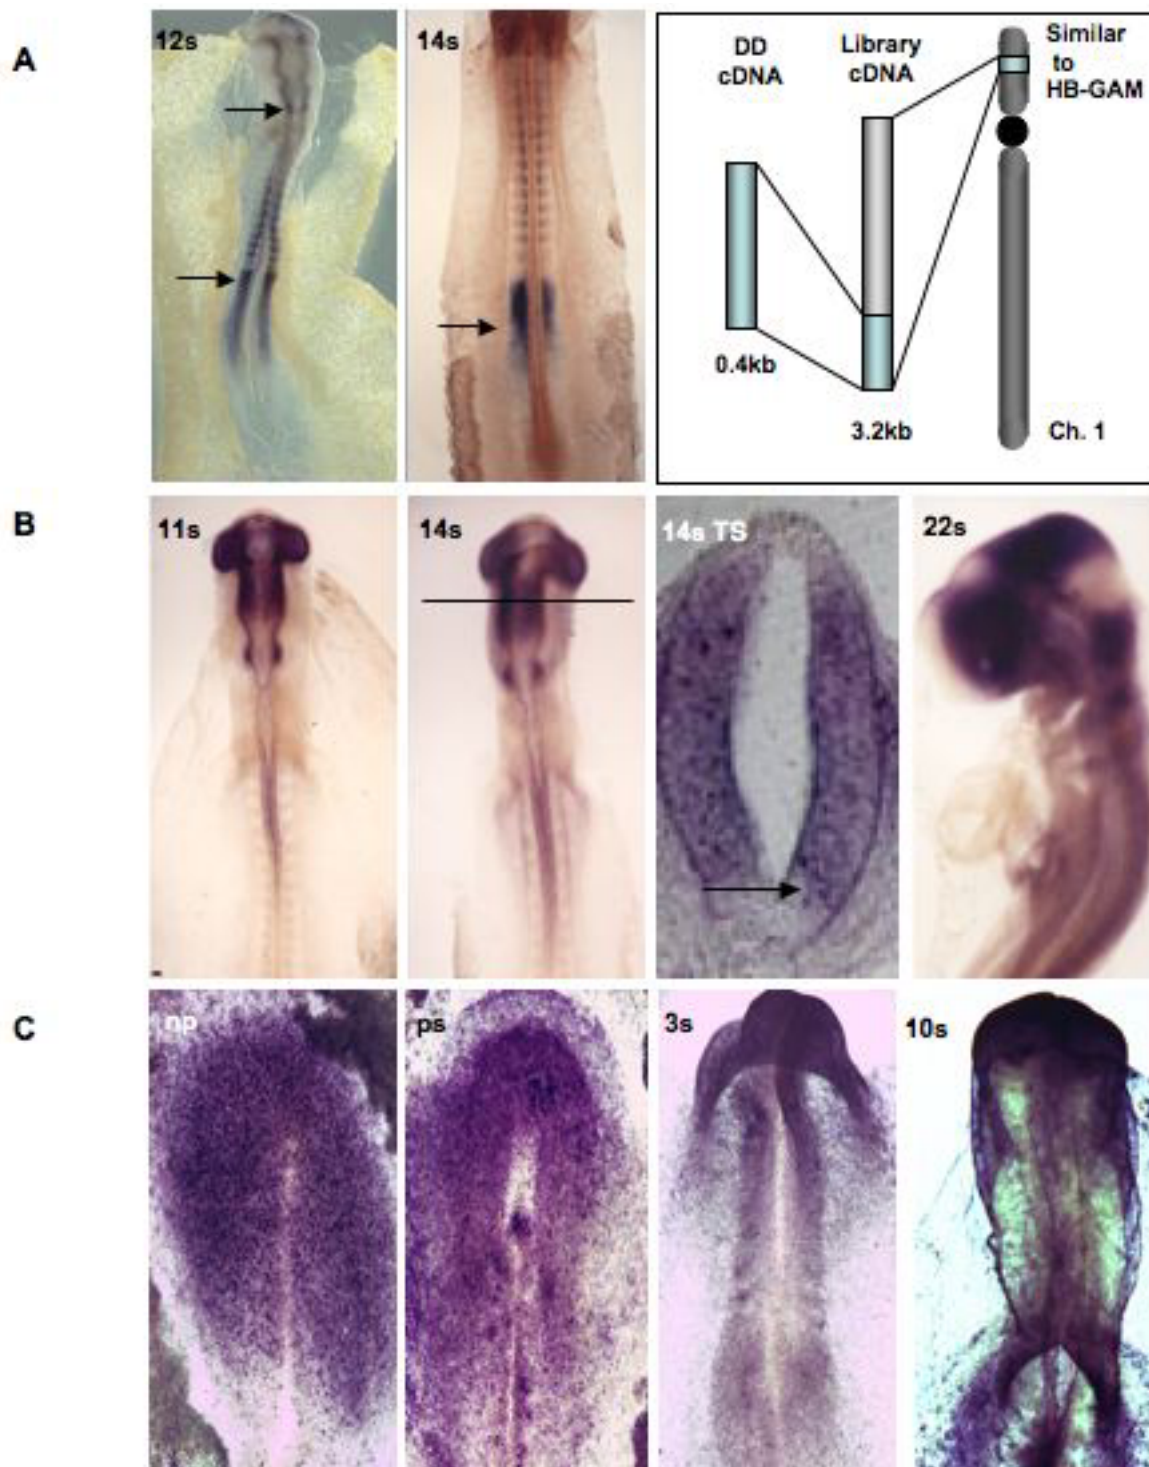 A
12s
14s
DD
cDNA
Library
cDNA
Similar
to
HB-GAM
0.4kb
3.2kb
Ch. 1
B
11s
14s
14s TS
22s
C
np
ps
3s
10s